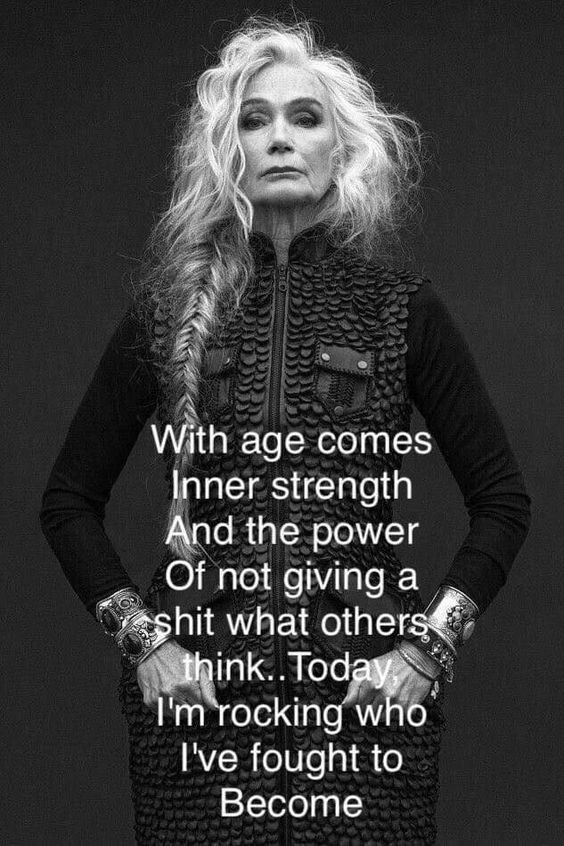 With age comes
Inner strength
And the power
Of not giving a
shit what others
think..Today,
I'm rocking who
I've fought to
Become